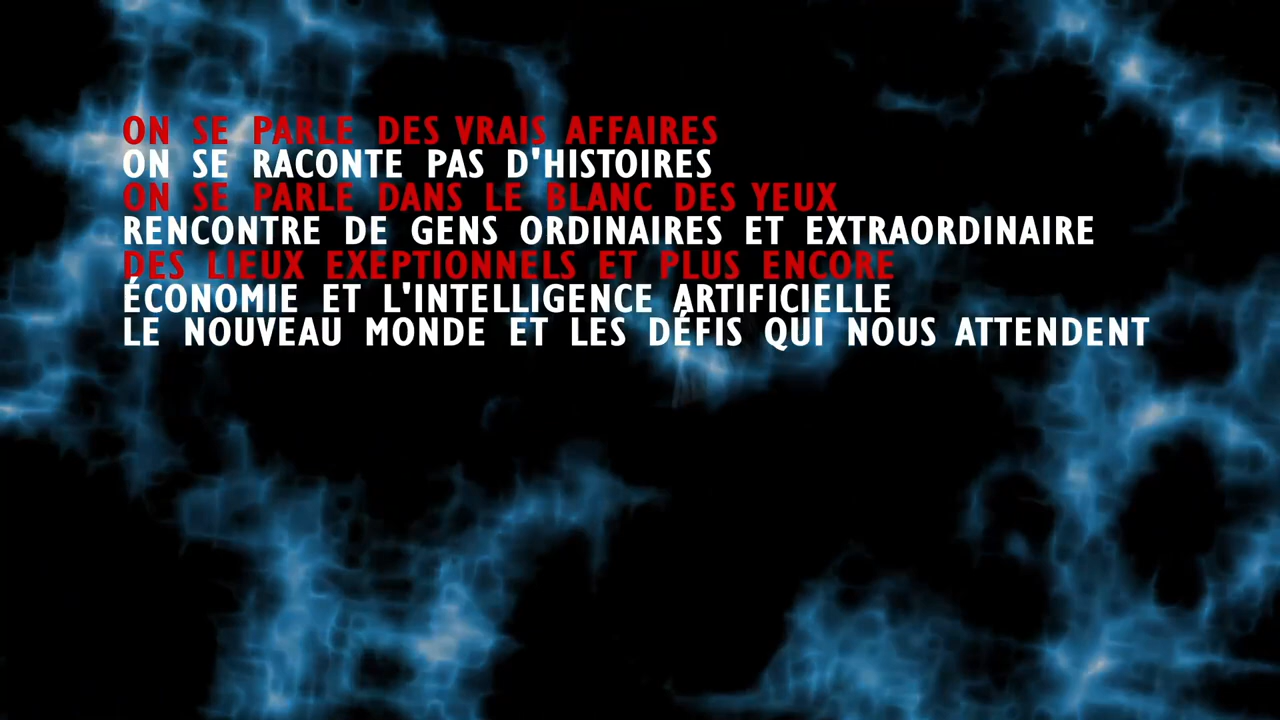 ON SE PARLE DES VRAIS AFFAIRES
ON SE RACONTE PAS D'HISTOIRES
ON SE PARLE DANS LE BLANC DES YEUX
RENCONTRE DE GENS ORDINAIRES ET EXTRAORDINAIRE
DES LIEUX EXEPTIONNELS ET PLUS ENCORE
ÉCONOMIE ET L'INTELLIGENCE ARTIFICIELLE
LE NOUVEAU MONDE ET LES DÉFIS QUI NOUS ATTENDENT